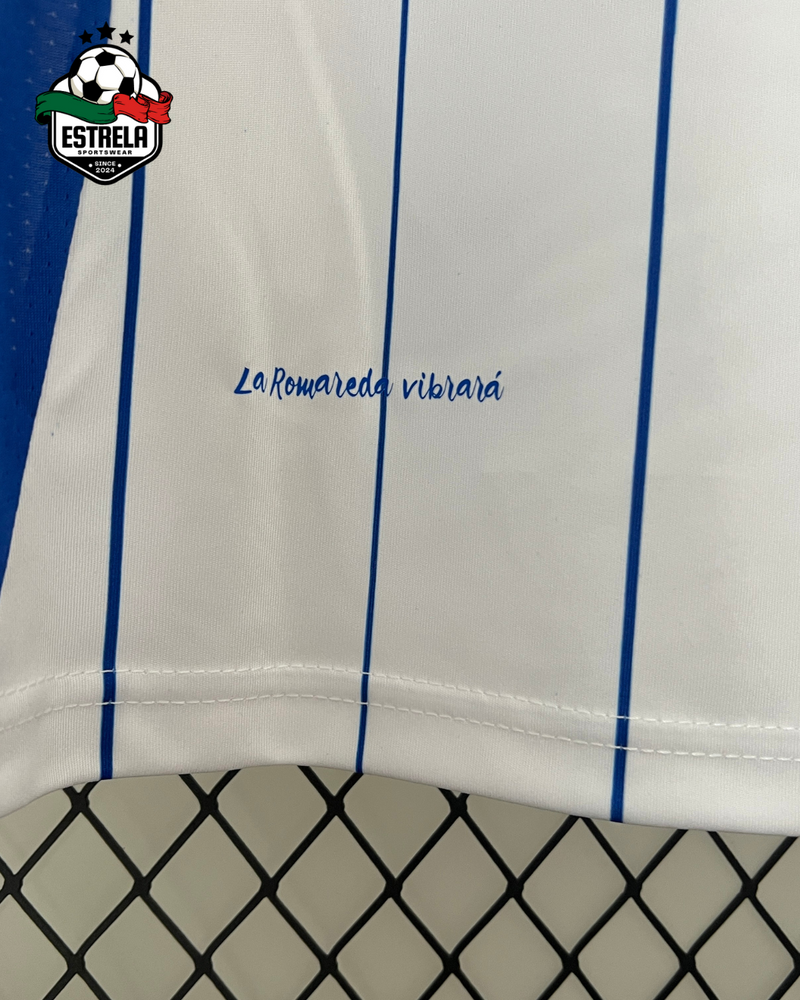 ESTRELA
SPORTSWEAR
SINCE
2024
La Romareda vibrará